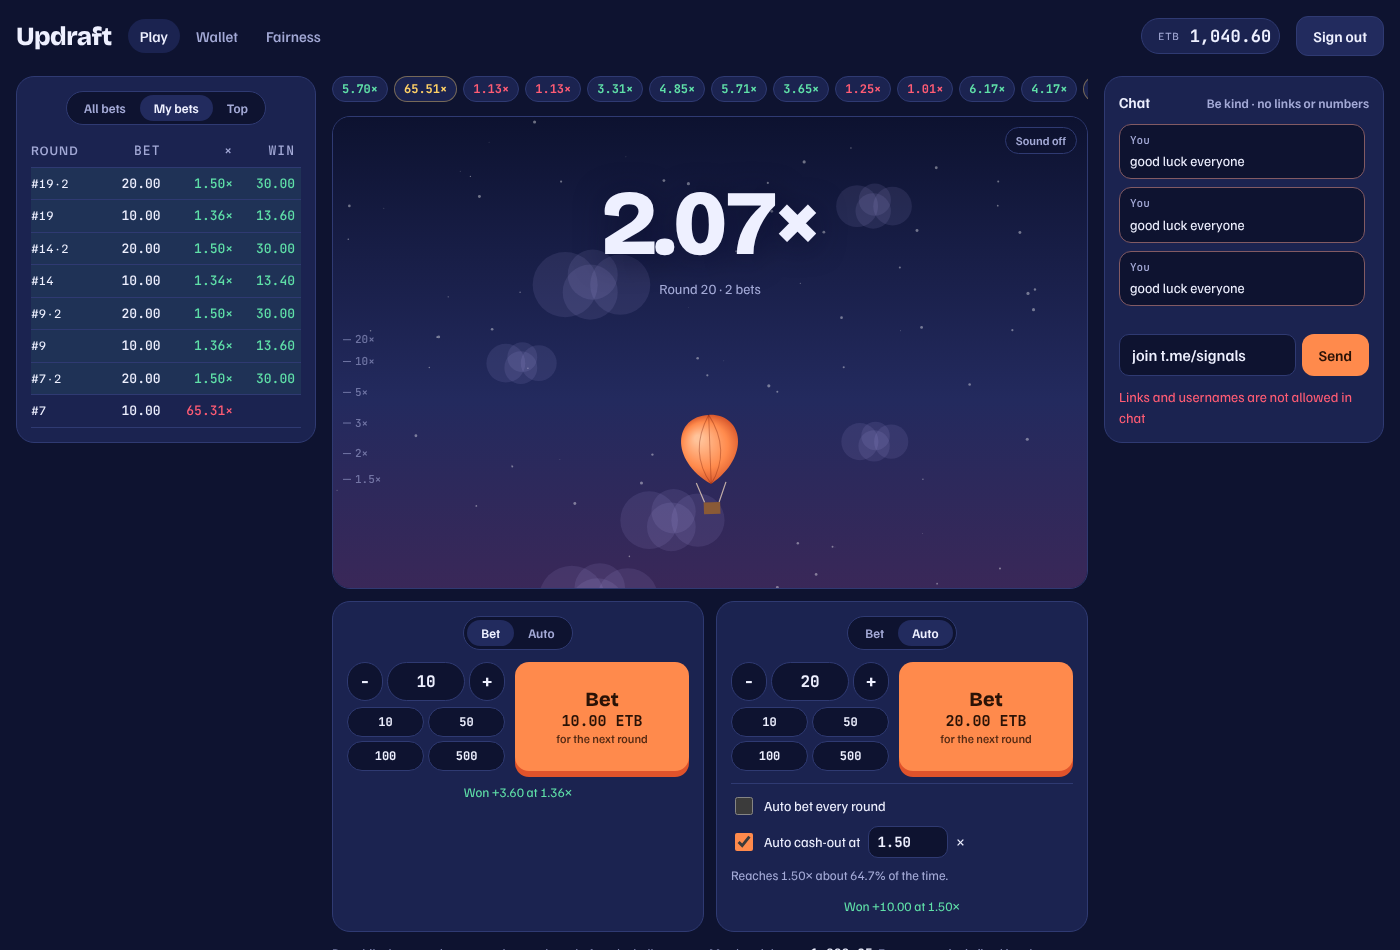 Updraft
Play
Wallet
Fairness
ETB 1,040.60
Sign out
All bets
My bets
Top
ROUND BET × WIN
#19·2 20.00 1.50× 30.00
#19 10.00 1.36× 13.60
#14·2 20.00 1.50× 30.00
#14 10.00 1.34× 13.40
#9·2 20.00 1.50× 30.00
#9 10.00 1.36× 13.60
#7·2 20.00 1.50× 30.00
#7 10.00 65.31×
5.70× 65.51× 1.13× 1.13× 3.31× 4.85× 5.71× 3.65× 1.25× 1.01× 6.17× 4.17×
Sound off
2.07×
Round 20 · 2 bets
20×
10×
5×
3×
2×
1.5×
Bet
Auto
- 10 +
10 50
100 500
Bet
10.00 ETB
for the next round
Won +3.60 at 1.36×
Bet
Auto
- 20 +
10 50
100 500
Bet
20.00 ETB
for the next round
Auto bet every round
Auto cash-out at 1.50 ×
Reaches 1.50× about 64.7% of the time.
Won +10.00 at 1.50×
Chat
Be kind · no links or numbers
You
good luck everyone
You
good luck everyone
You
good luck everyone
join t.me/signals
Send
Links and usernames are not allowed in
chat